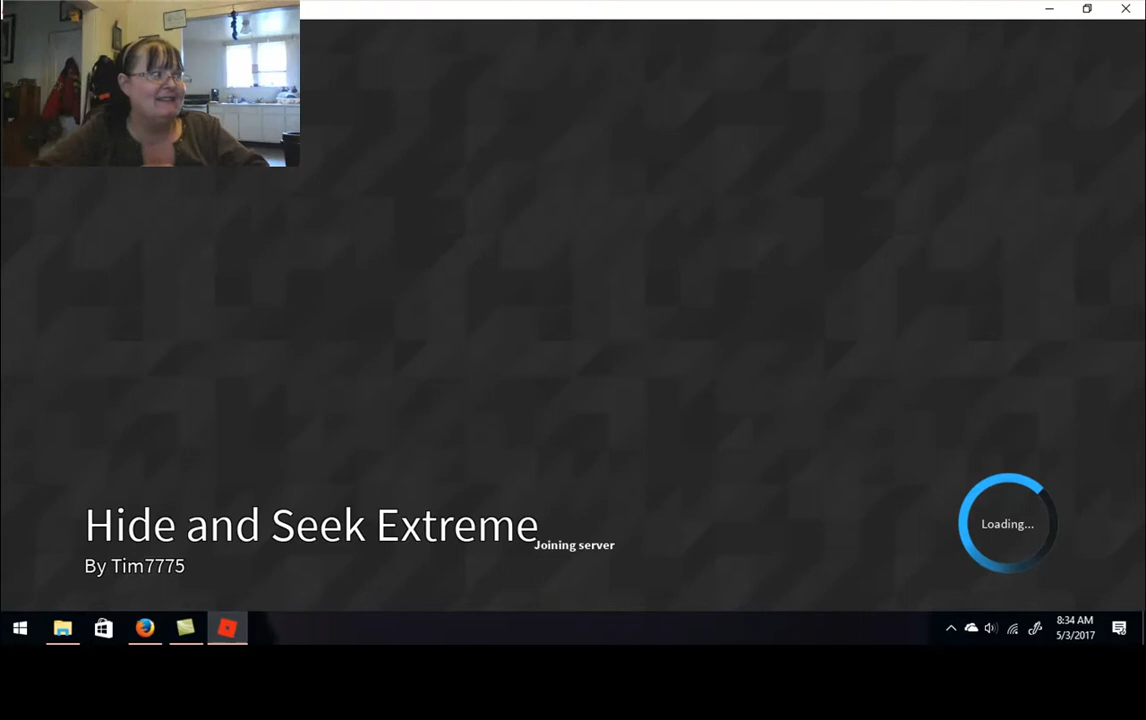 Hide and Seek Extreme
Joining server
By Tim7775
Loading...
8:34 AM
5/3/2017